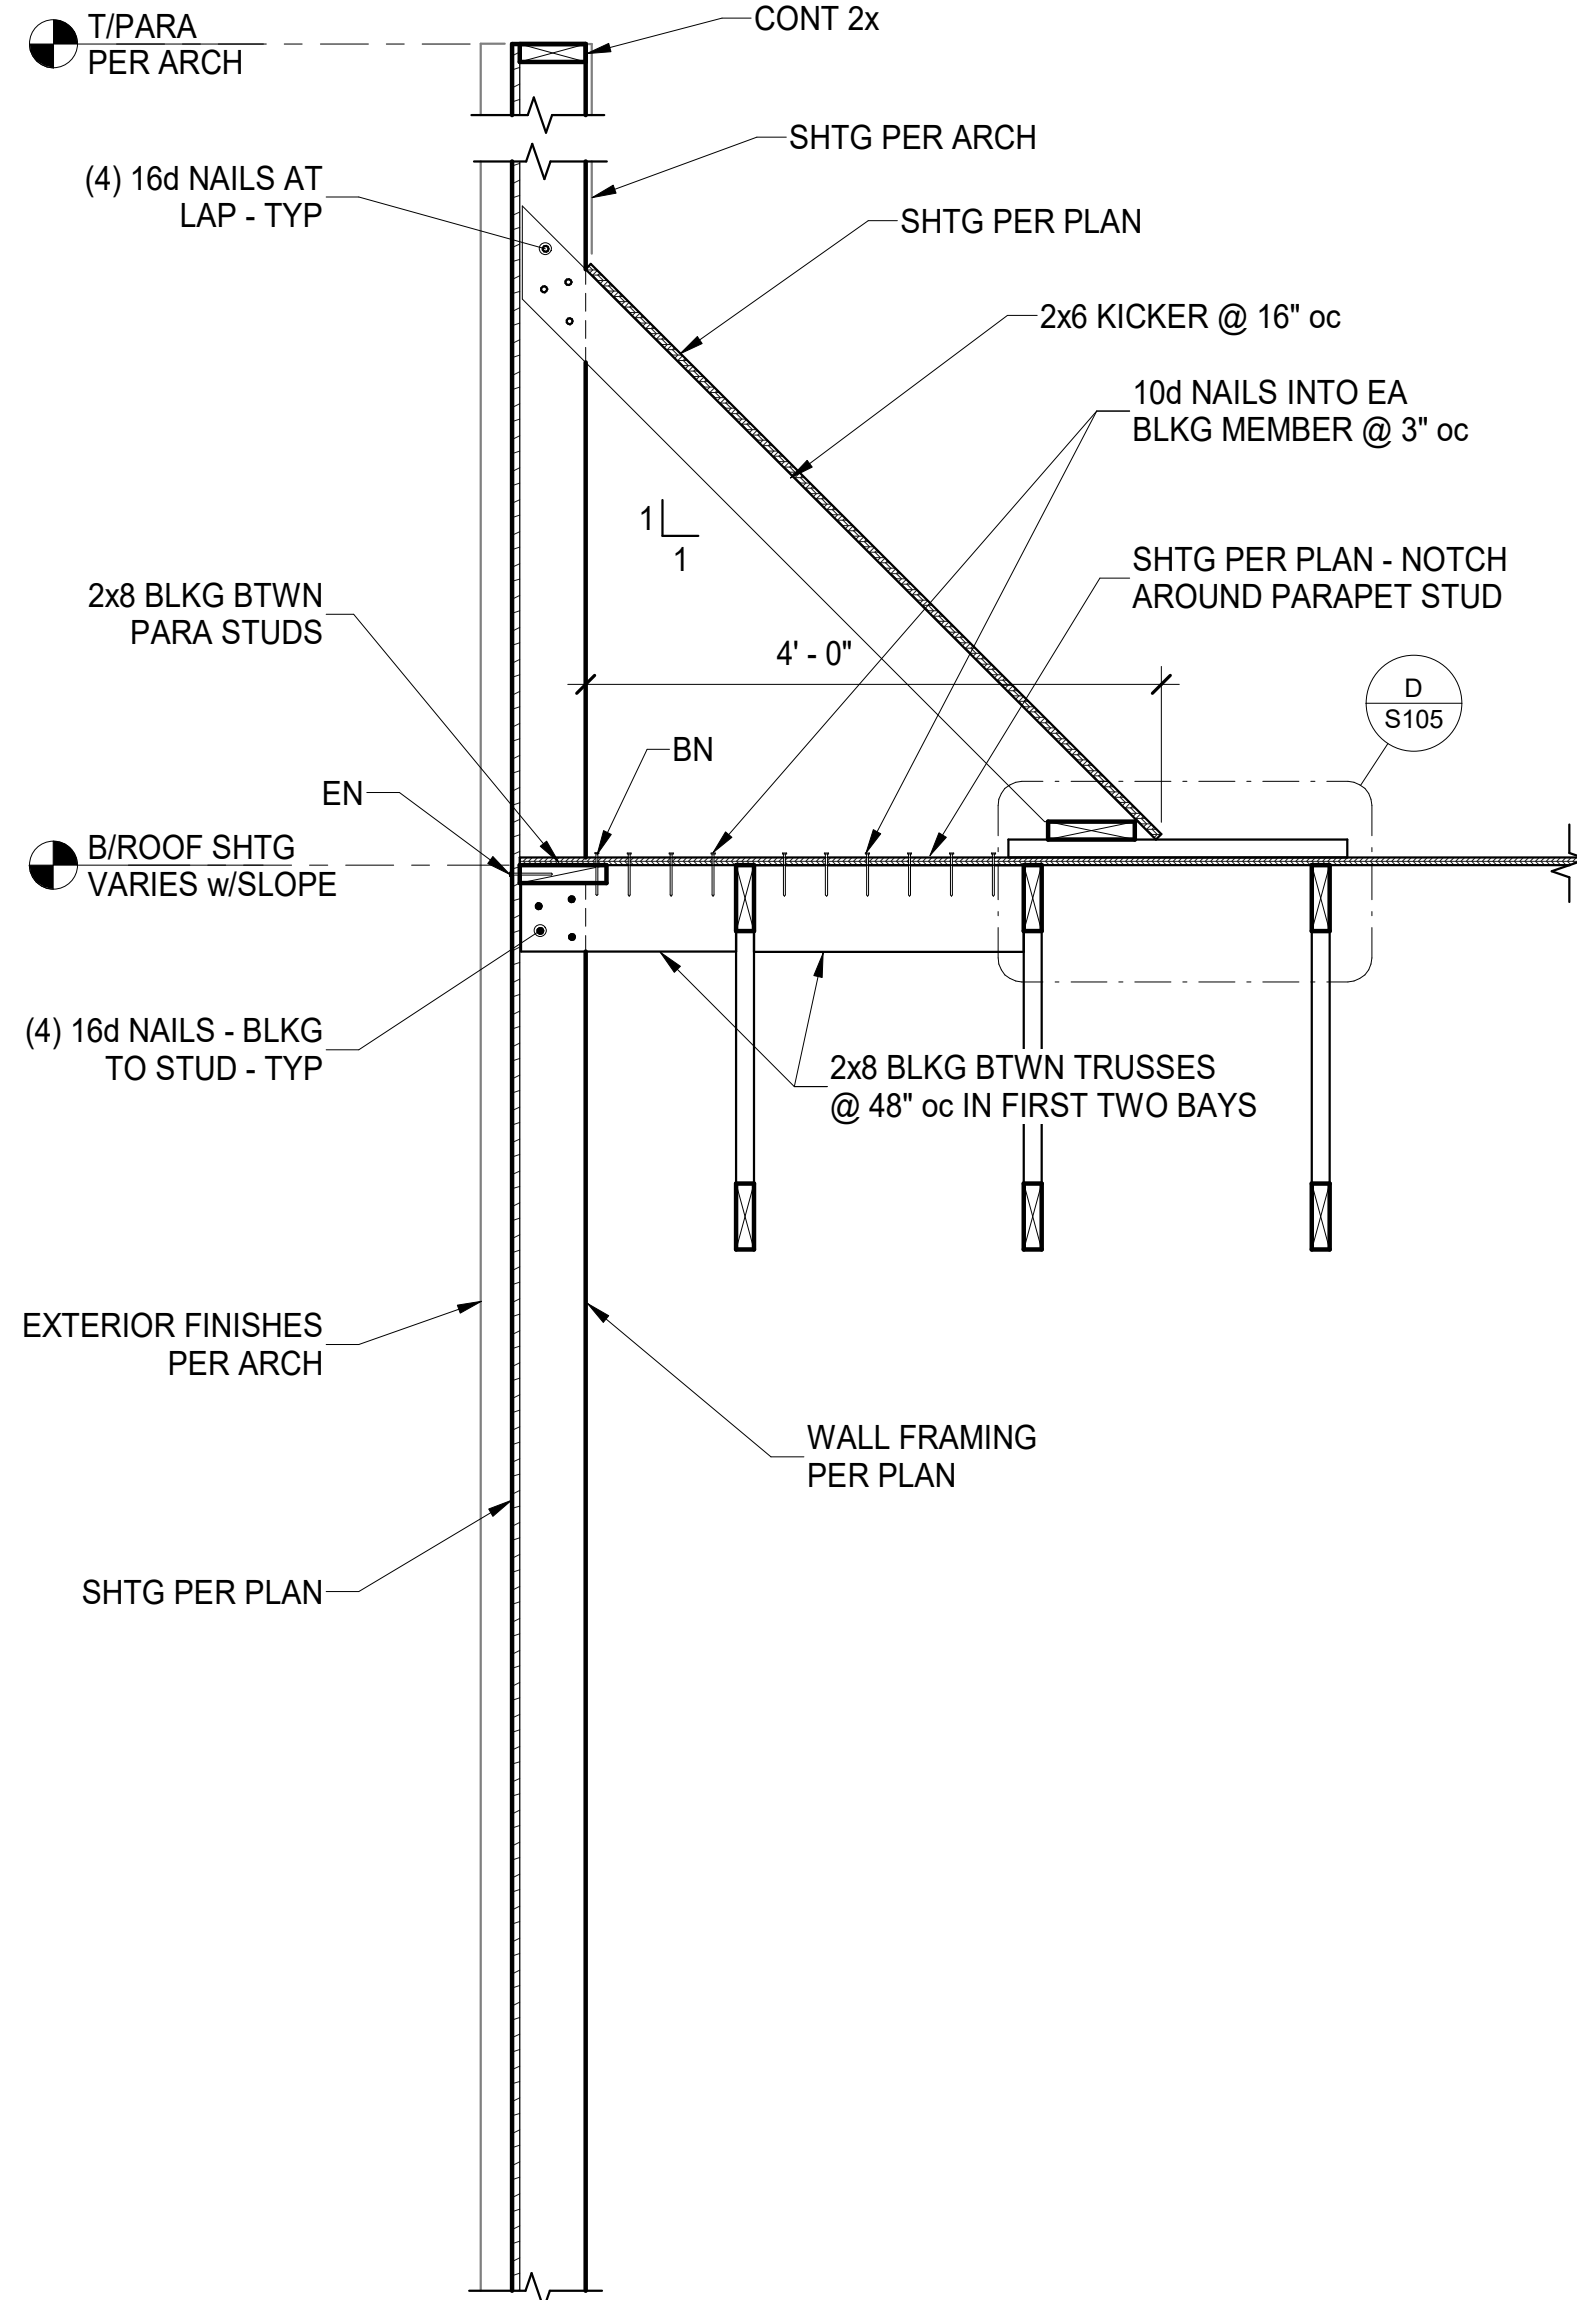 T/PARA
PER ARCH
CONT 2x
SHTG PER ARCH
(4) 16d NAILS AT
LAP - TYP
SHTG PER PLAN
2x6 KICKER @ 16" oc
10d NAILS INTO EA
BLKG MEMBER @ 3" oc
1
1
SHTG PER PLAN - NOTCH
AROUND PARAPET STUD
2x8 BLKG BTWN
PARA STUDS
4' - 0"
D
S105
BN
EN
B/ROOF SHTG
VARIES w/SLOPE
(4) 16d NAILS - BLKG
TO STUD - TYP
2x8 BLKG BTWN TRUSSES
@ 48" oc IN FIRST TWO BAYS
EXTERIOR FINISHES
PER ARCH
WALL FRAMING
PER PLAN
SHTG PER PLAN